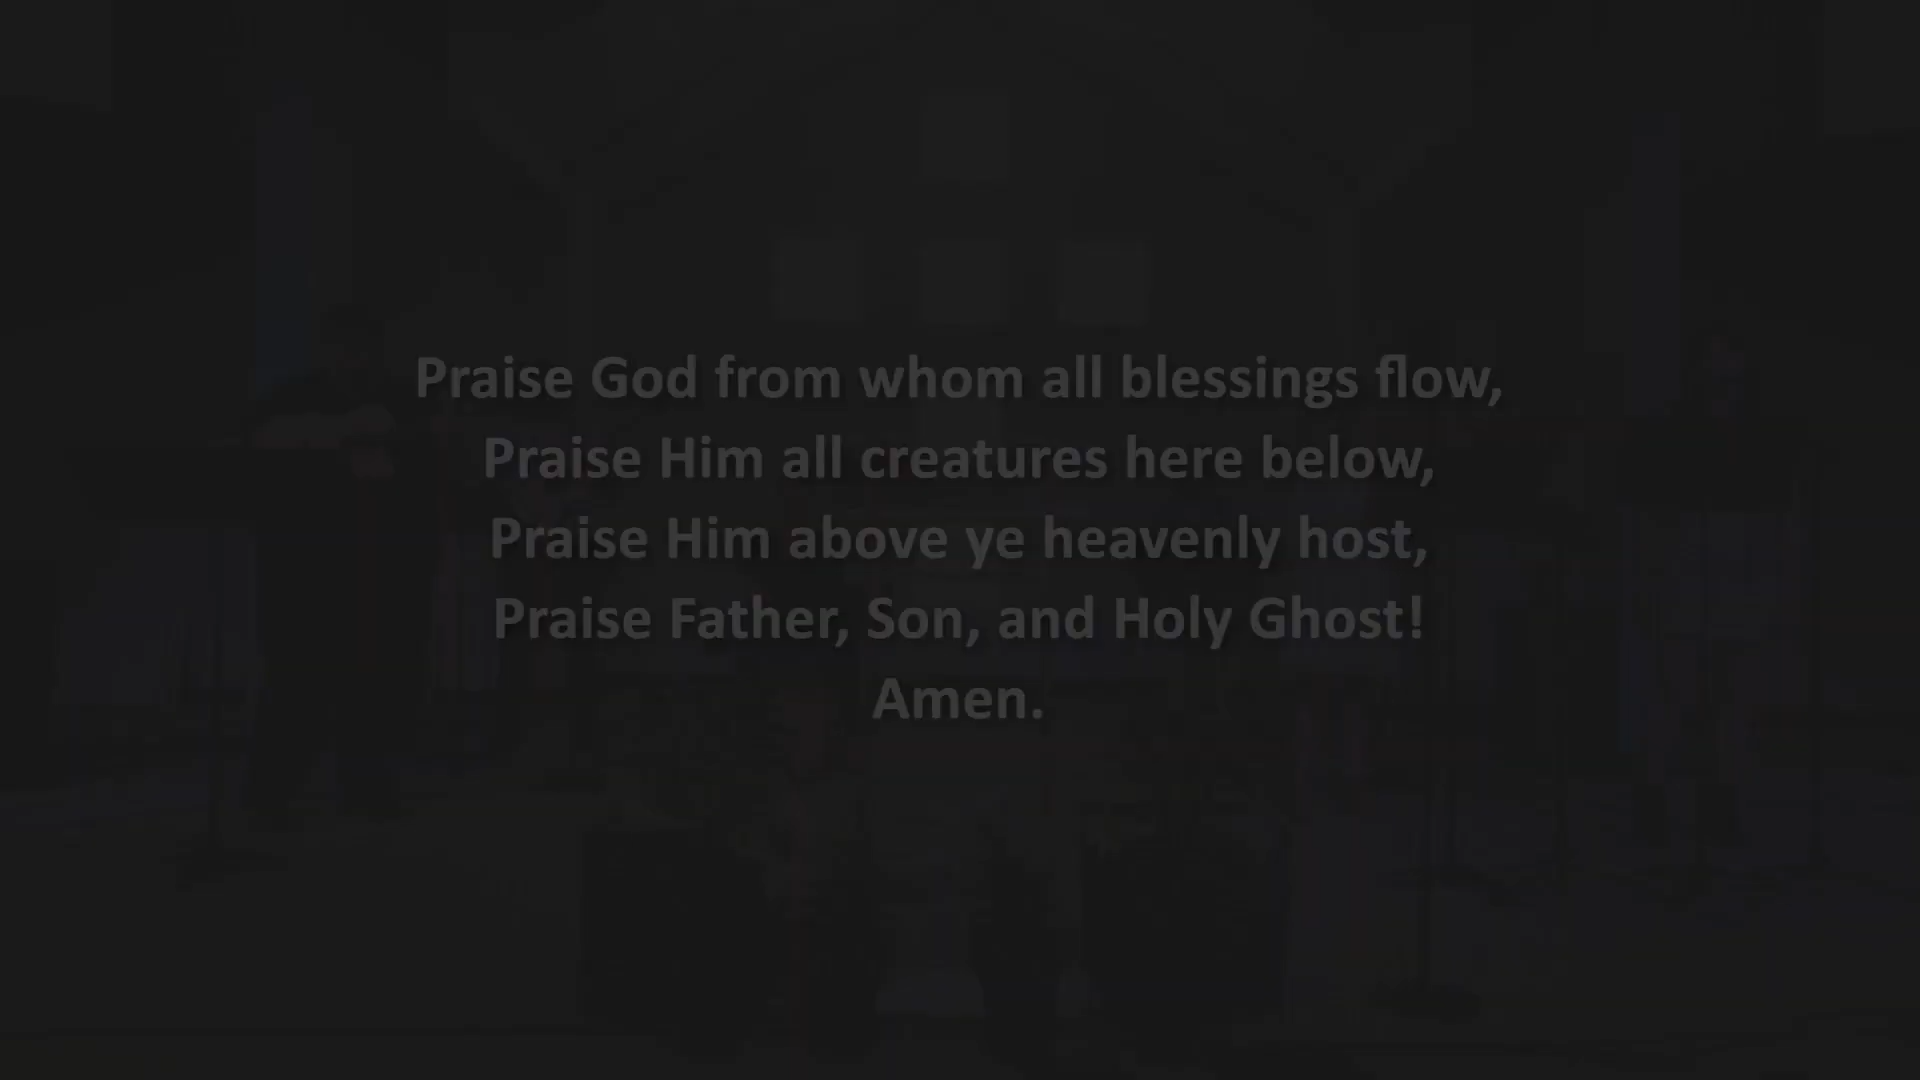 Praise God from whom all blessings flow,
Praise Him all creatures here below,
Praise Him above ye heavenly host,
Praise Father, Son, and Holy Ghost!
Amen.